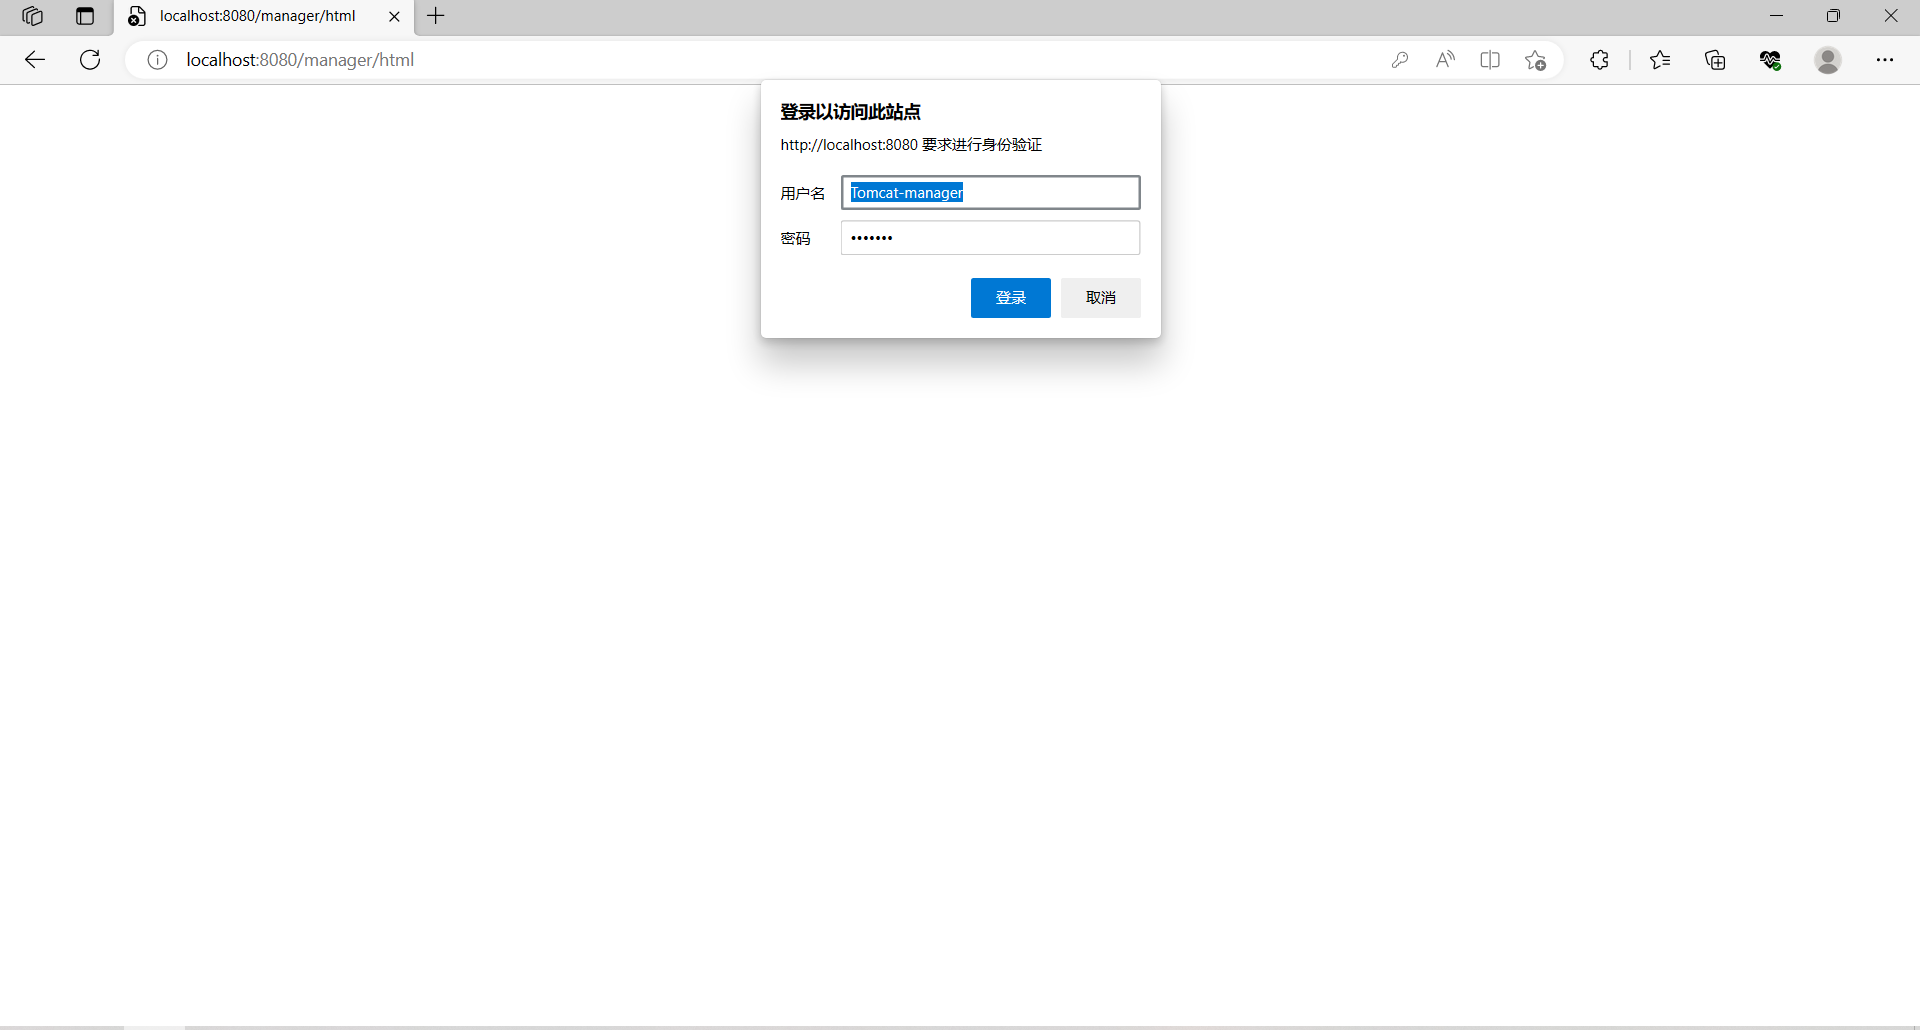 localhost:8080/manager/html
localhost:8080/manager/html
登录以访问此站点
http://localhost:8080 要求进行身份验证
用户名 Tomcat-manager
密码 •••••••
登录 取消